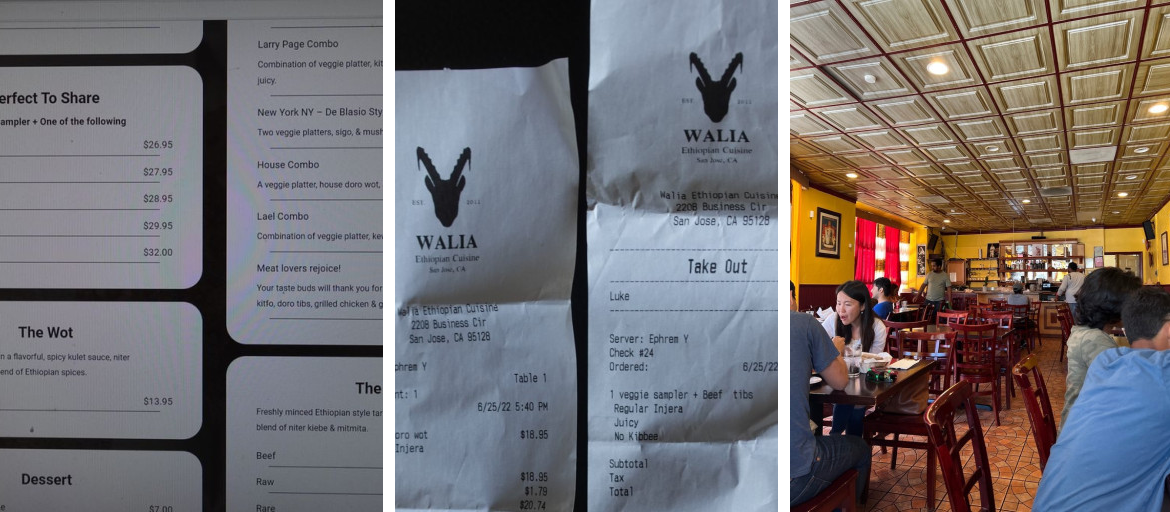 Perfect To Share
ampler + One of the following
$26.95
$27.95
$28.95
$29.95
$32.00
The Wot
n a flavorful, spicy kulet sauce, niter
end of Ethiopian spices.
$13.95
Dessert
$7.00
Larry Page Combo
Combination of veggie platter, kit
juicy.
New York NY – De Blasio Sty
Two veggie platters, sigo, & mush
House Combo
A veggie platter, house doro wot,
Lael Combo
Combination of veggie platter, key
Meat lovers rejoice!
Your taste buds will thank you for
kitfo, doro tibs, grilled chicken & g
The
Freshly minced Ethiopian style tar
blend of niter kiebe & mitmita.
Beef
Raw
Rare
EST. 2011
WALIA
Ethiopian Cuisine
San Jose, CA
Walia Ethiopian Cuisine
2208 Business Cir
San Jose, CA 95128
phrem Y
Table 1
nt: 1
6/25/22 5:40 PM
oro wot $18.95
Injera
$18.95
$1.79
$20.74
EST. 2011
WALIA
Ethiopian Cuisine
San Jose, CA
Walia Ethiopian Cuisine
2208 Business Cir
San Jose, CA 95128
Take Out
Luke
Server: Ephrem Y
Check #24
Ordered: 6/25/22
1 veggie sampler + Beef tibs
Regular Injera
Juicy
No Kibbee
Subtotal
Tax
Total